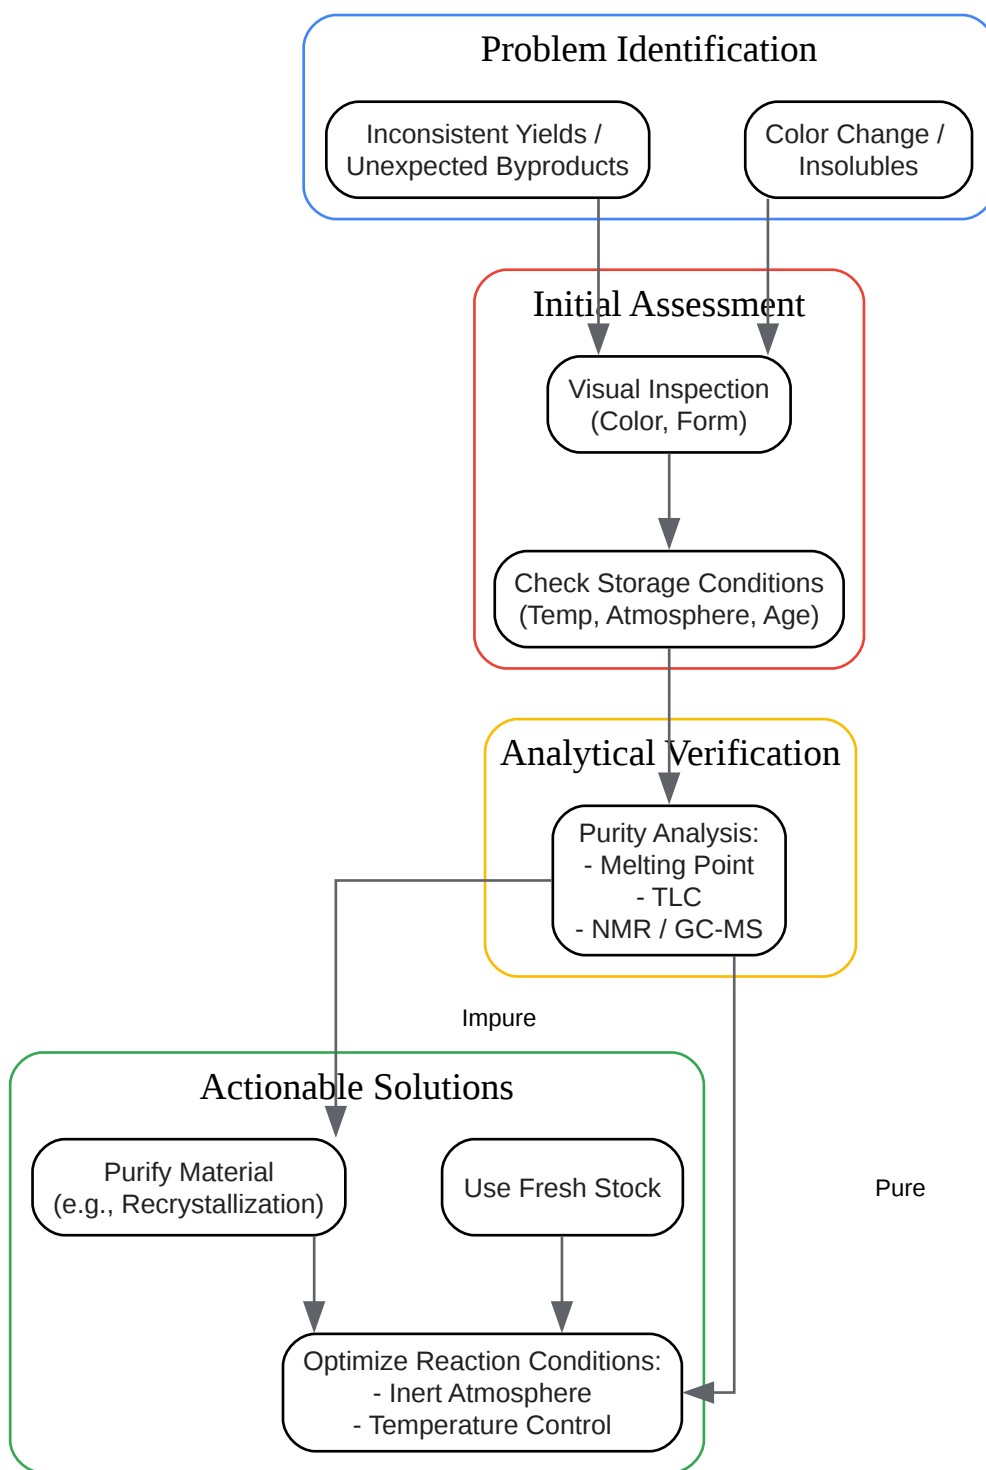 Problem Identification
Inconsistent Yields /
Unexpected Byproducts
Color Change /
Insolubles
Initial Assessment
Visual Inspection
(Color, Form)
Check Storage Conditions
(Temp, Atmosphere, Age)
Analytical Verification
Purity Analysis:
- Melting Point
- TLC
- NMR / GC-MS
Impure
Actionable Solutions
Purify Material
(e.g., Recrystallization)
Use Fresh Stock
Pure
Optimize Reaction Conditions:
- Inert Atmosphere
- Temperature Control